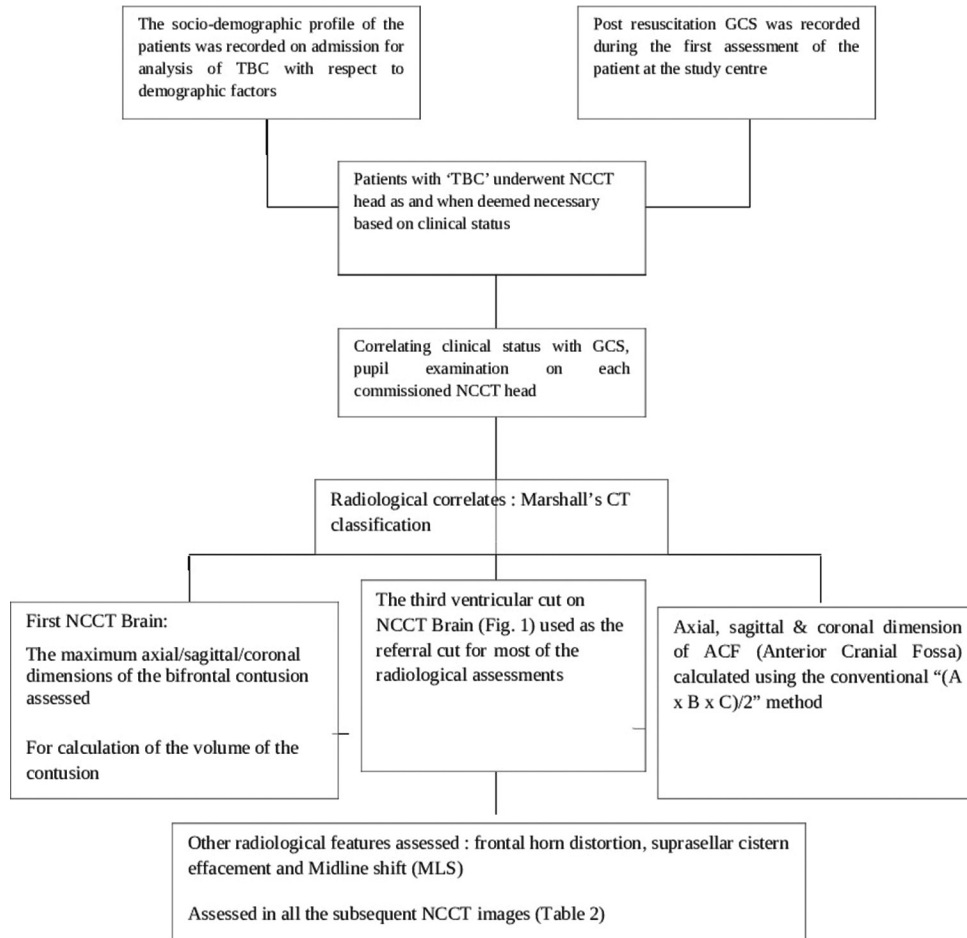 The socio-demographic profile of the
patients was recorded on admission for
analysis of TBC with respect to
demographic factors
Post resuscitation GCS was recorded
during the first assessment of the
patient at the study centre
Patients with ‘TBC’ underwent NCCT
head as and when deemed necessary
based on clinical status
Correlating clinical status with GCS,
pupil examination on each
commissioned NCCT head
Radiological correlates : Marshall’s CT
classification
First NCCT Brain:
The maximum axial/sagittal/coronal
dimensions of the bifrontal contusion
assessed
For calculation of the volume of the
contusion
The third ventricular cut on
NCCT Brain (Fig. 1) used as the
referral cut for most of the
radiological assessments
Axial, sagittal & coronal dimension
of ACF (Anterior Cranial Fossa)
calculated using the conventional “(A
x B x C)/2” method
Other radiological features assessed : frontal horn distortion, suprasellar cistern
effacement and Midline shift (MLS)
Assessed in all the subsequent NCCT images (Table 2)